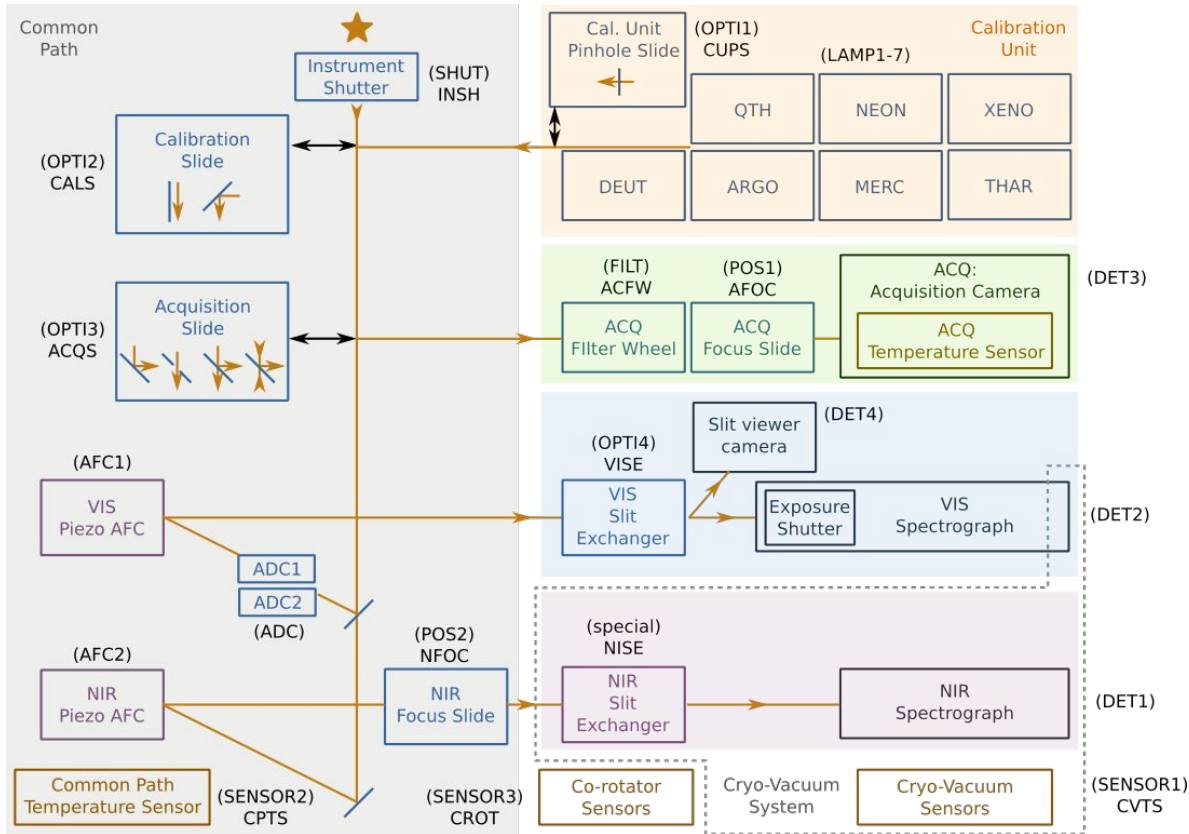 Common
Path
Instrument
Shutter
(SHUT)
INSH
Cal. Unit
Pinhole Slide
(OPTI1)
CUPS
(LAMP1-7)
Calibration
Unit
QTH
NEON
XENO
DEUT
ARGO
MERC
THAR
Calibration
Slide
(OPTI2)
CALS
Acquisition
Slide
(OPTI3)
ACQS
(FILT)
ACFW
(POS1)
AFOC
ACQ
FIlter Wheel
ACQ
Focus Slide
ACQ:
Acquisition Camera
ACQ
Temperature Sensor
(DET3)
(AFC1)
VIS
Piezo AFC
ADC1
ADC2
(ADC)
(OPTI4)
VISE
VIS
Slit
Exchanger
Slit viewer
camera
(DET4)
Exposure
Shutter
VIS
Spectrograph
(DET2)
(AFC2)
NIR
Piezo AFC
(POS2)
NFOC
NIR
Focus Slide
(special)
NISE
NIR
Slit
Exchanger
NIR
Spectrograph
(DET1)
Common Path
Temperature Sensor
(SENSOR2)
CPTS
(SENSOR3)
CROT
Co-rotator
Sensors
Cryo-Vacuum
System
Cryo-Vacuum
Sensors
(SENSOR1)
CVTS